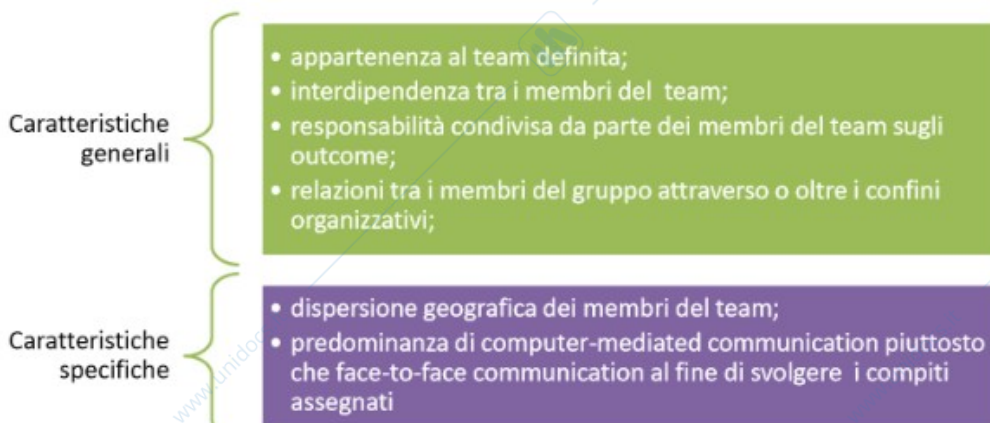 Caratteristiche
generali
• appartenenza al team definita;
• interdipendenza tra i membri del team;
• responsabilità condivisa da parte dei membri del team sugli
outcome;
• relazioni tra i membri del gruppo attraverso o oltre i confini
organizzativi;
Caratteristiche
specifiche
• dispersione geografica dei membri del team;
• predominanza di computer-mediated communication piuttosto
che face-to-face communication al fine di svolgere i compiti
assegnati
www.unidoc